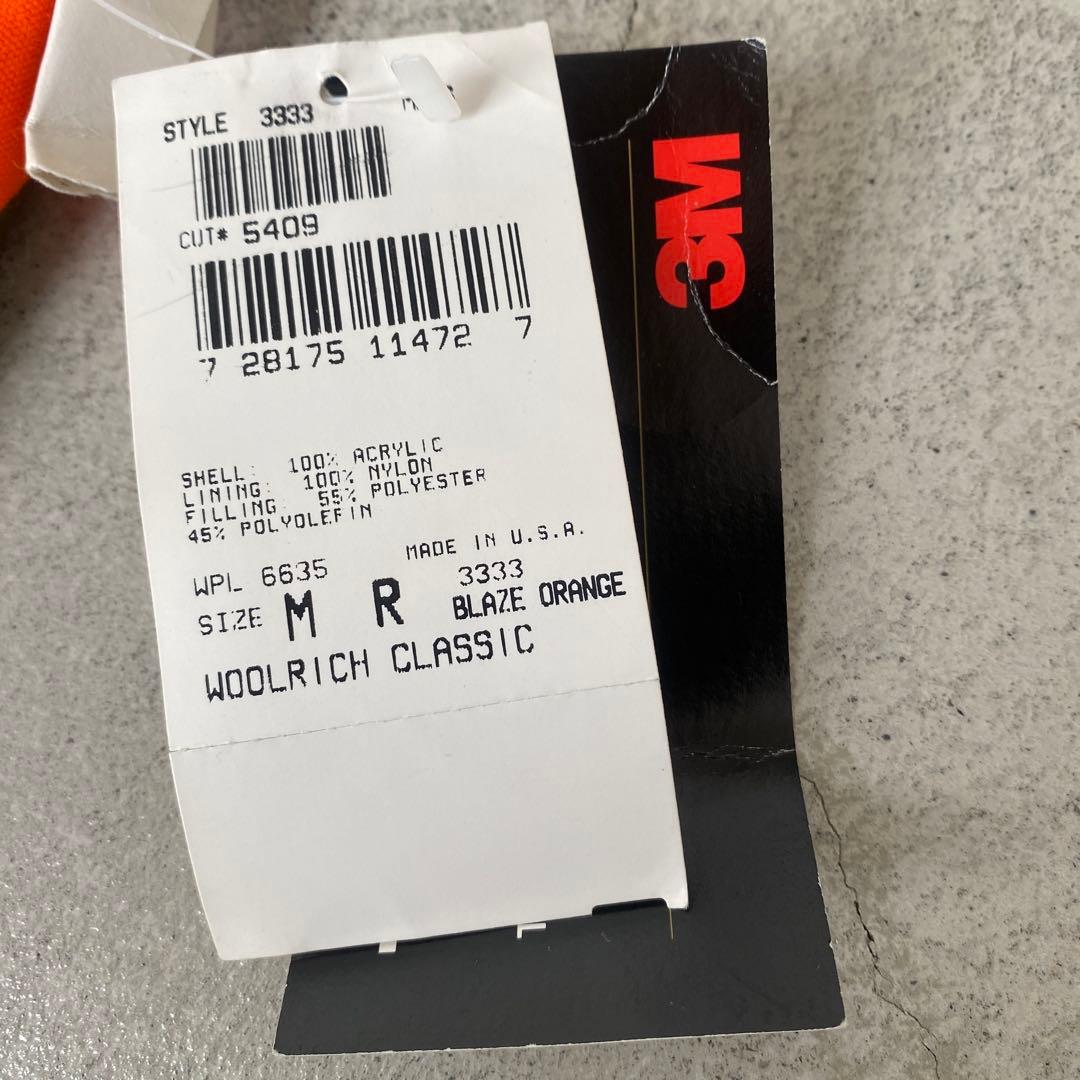 STYLE 3333
CUT# 5409
7 28175 11472 7
SHELL: 100% ACRYLIC
LINING: 100% NYLON
FILLING: 55% POLYESTER
45% POLYOLEFIN
MADE IN U.S.A.
WPL 6635 3333
SIZE M R BLAZE ORANGE
WOOLRICH CLASSIC
3M